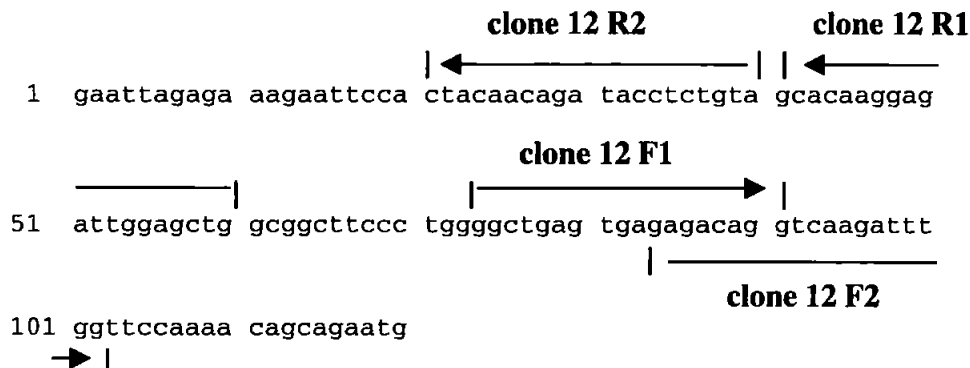 clone 12 R2 clone 12 R1
1 gaattagaga aagaattcca ctacaacaga tacctctgta gcacaaggag
clone 12 F1
51 attggagctg gcggcttccc tggggctgag tgagagacag gtcaagattt
clone 12 F2
101 ggttccaaaa cagcagaatg